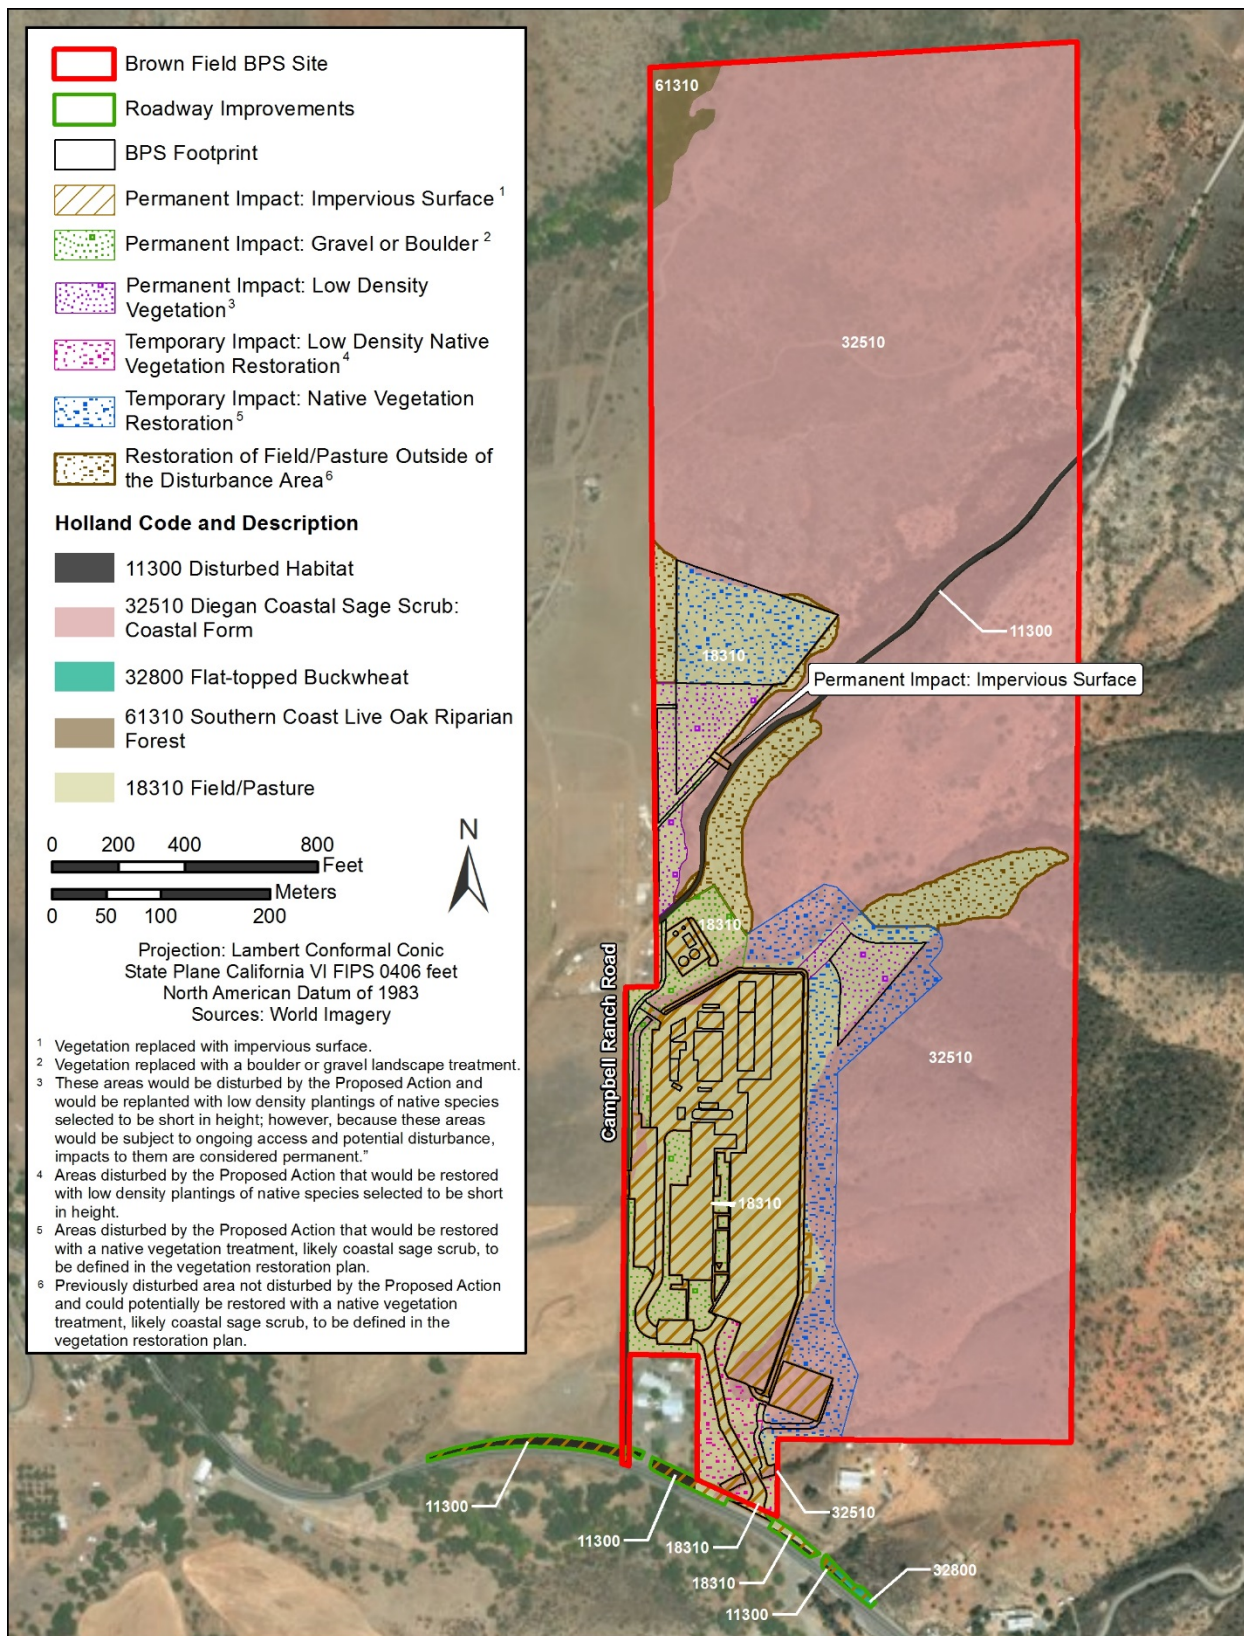 Brown Field BPS Site
Roadway Improvements
BPS Footprint
Permanent Impact: Impervious Surface 1
Permanent Impact: Gravel or Boulder 2
Permanent Impact: Low Density
Vegetation3
Temporary Impact: Low Density Native
Vegetation Restoration4
Temporary Impact: Native Vegetation
Restoration5
Restoration of Field/Pasture Outside of
the Disturbance Area6
Holland Code and Description
11300 Disturbed Habitat
32510 Diegan Coastal Sage Scrub:
Coastal Form
32800 Flat-topped Buckwheat
61310 Southern Coast Live Oak Riparian
Forest
18310 Field/Pasture
0 200 400 800
Feet
Meters
0 50 100 200
N
Projection: Lambert Conformal Conic
State Plane California VI FIPS 0406 feet
North American Datum of 1983
Sources: World Imagery
1 Vegetation replaced with impervious surface.
2 Vegetation replaced with a boulder or gravel landscape treatment.
3 These areas would be disturbed by the Proposed Action and
would be replanted with low density plantings of native species
selected to be short in height; however, because these areas
would be subject to ongoing access and potential disturbance,
impacts to them are considered permanent.”
4 Areas disturbed by the Proposed Action that would be restored
with low density plantings of native species selected to be short
in height.
5 Areas disturbed by the Proposed Action that would be restored
with a native vegetation treatment, likely coastal sage scrub, to
be defined in the vegetation restoration plan.
6 Previously disturbed area not disturbed by the Proposed Action
and could potentially be restored with a native vegetation
treatment, likely coastal sage scrub, to be defined in the
vegetation restoration plan.
61310
32510
11300
18310
Permanent Impact: Impervious Surface
18310
Campbell Ranch Road
32510
18310
11300
11300
18310
32510
18310
11300
32800